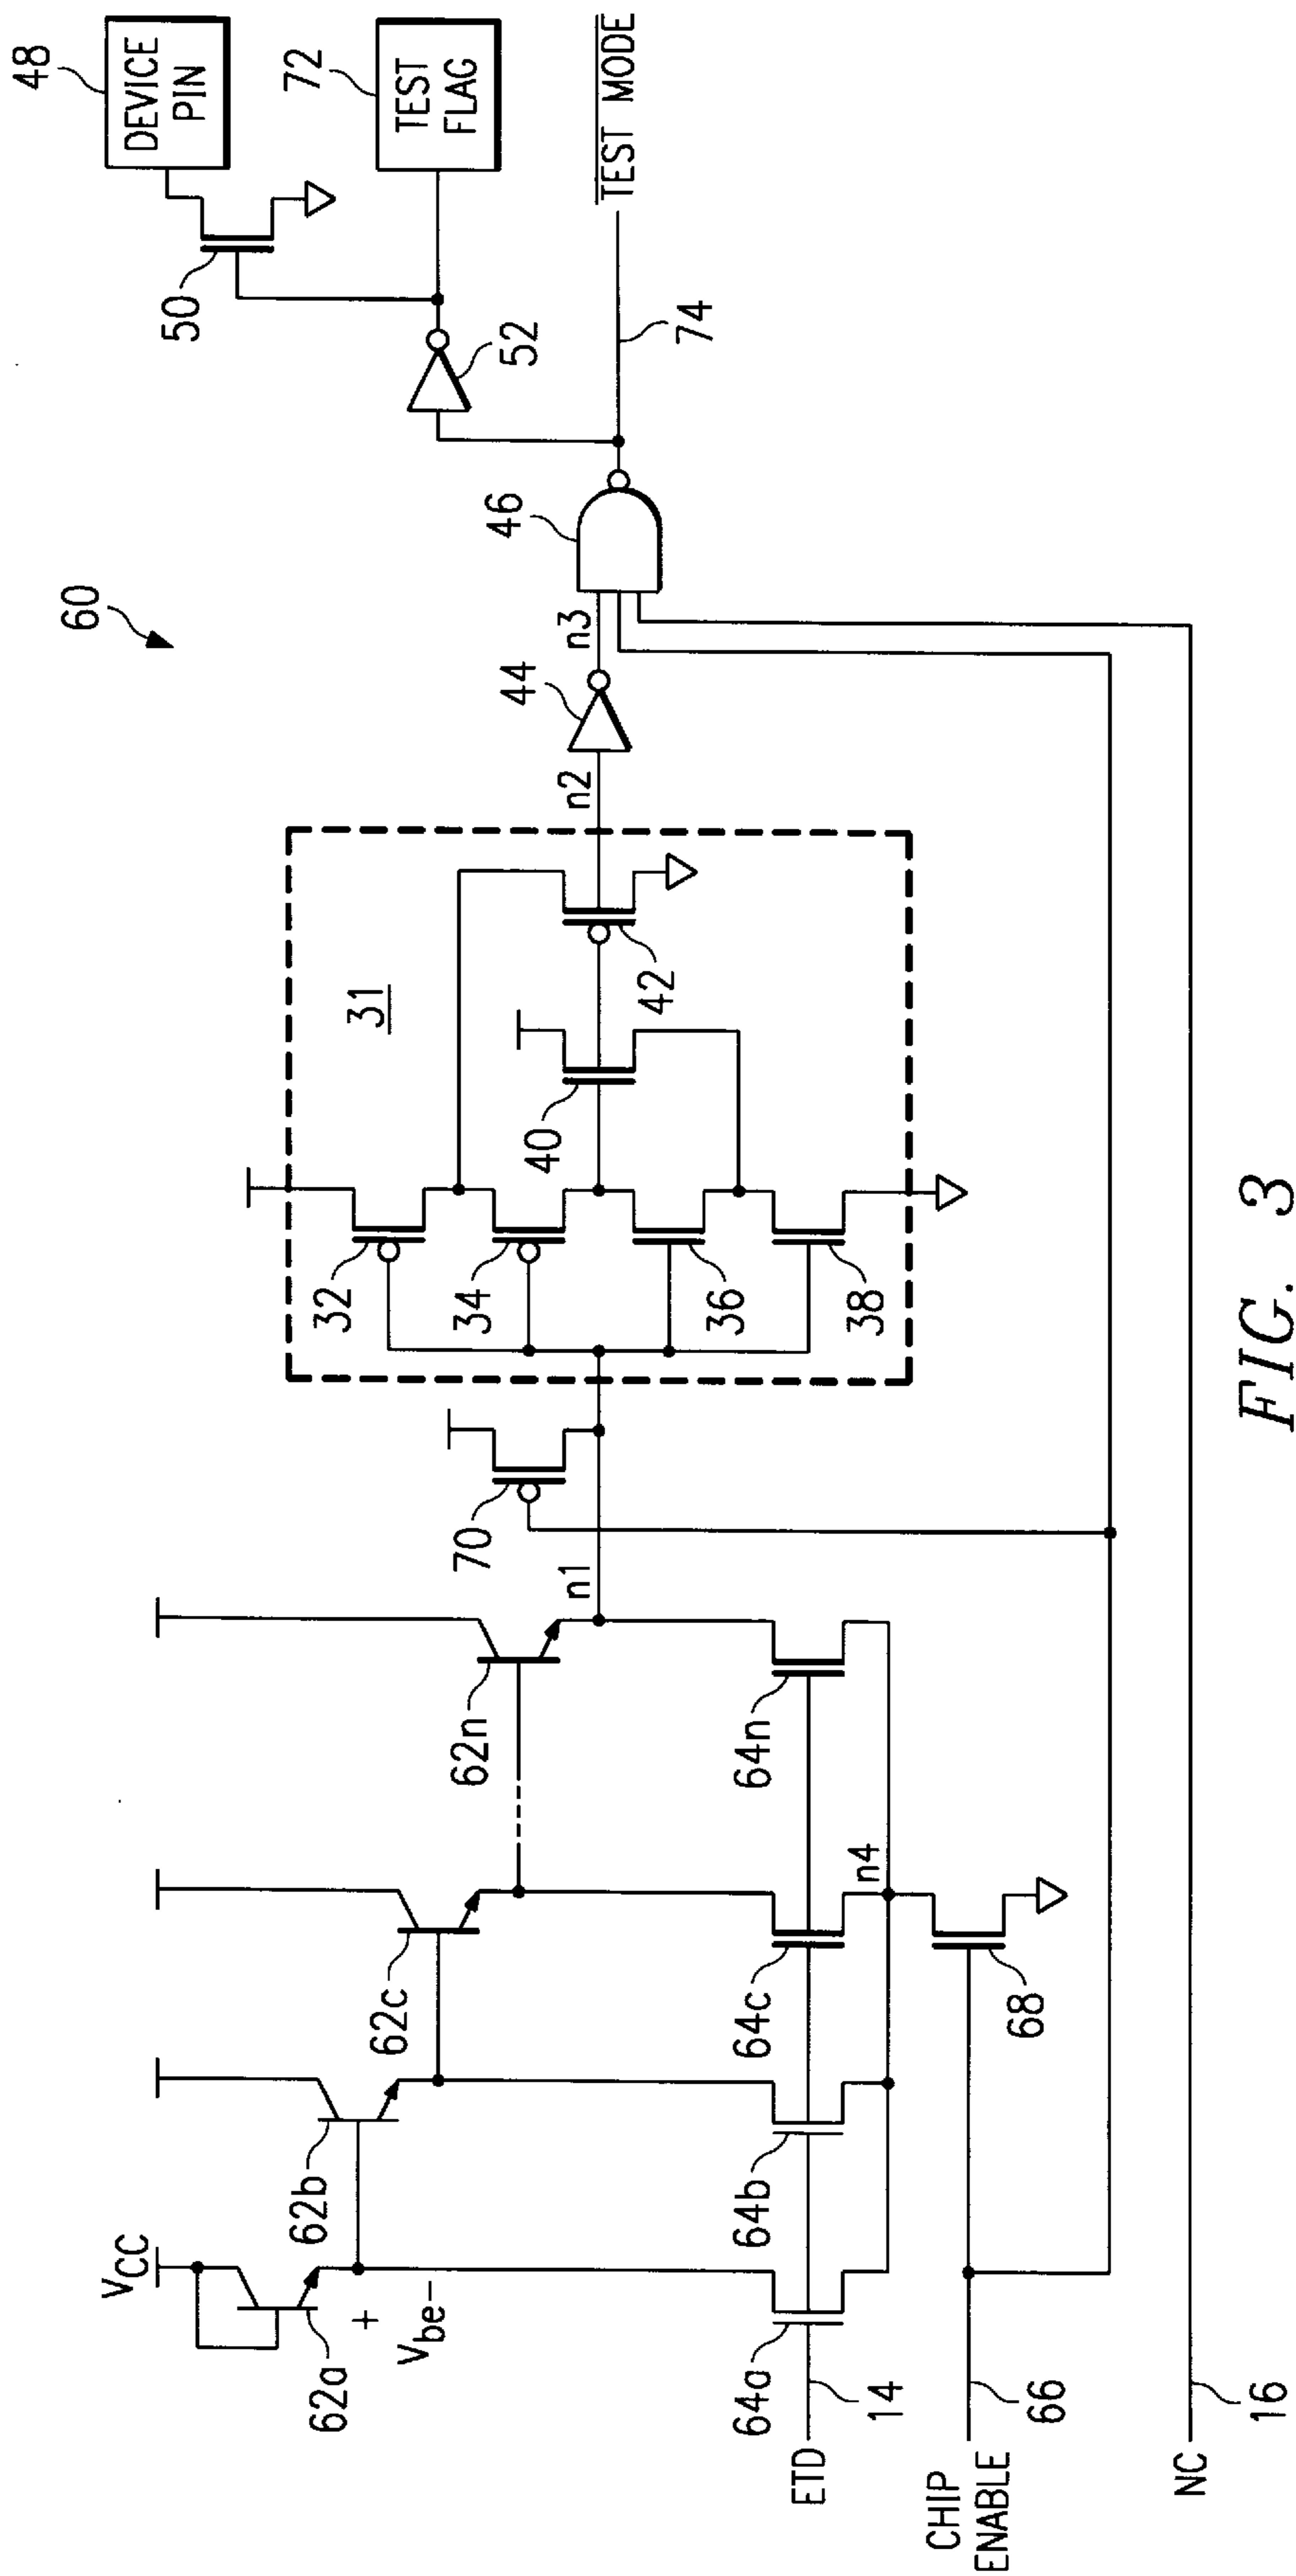 60
V_CC
62a
+
V_be-
62b
62c
62n
n1
70
31
32
34
36
38
40
42
n2
44
n3
46
52
50
48
DEVICE
PIN
72
TEST
FLAG
TEST MODE
74
64a
64b
64c
64n
n4
68
ETD
14
CHIP
ENABLE
66
NC
16
FIG. 3